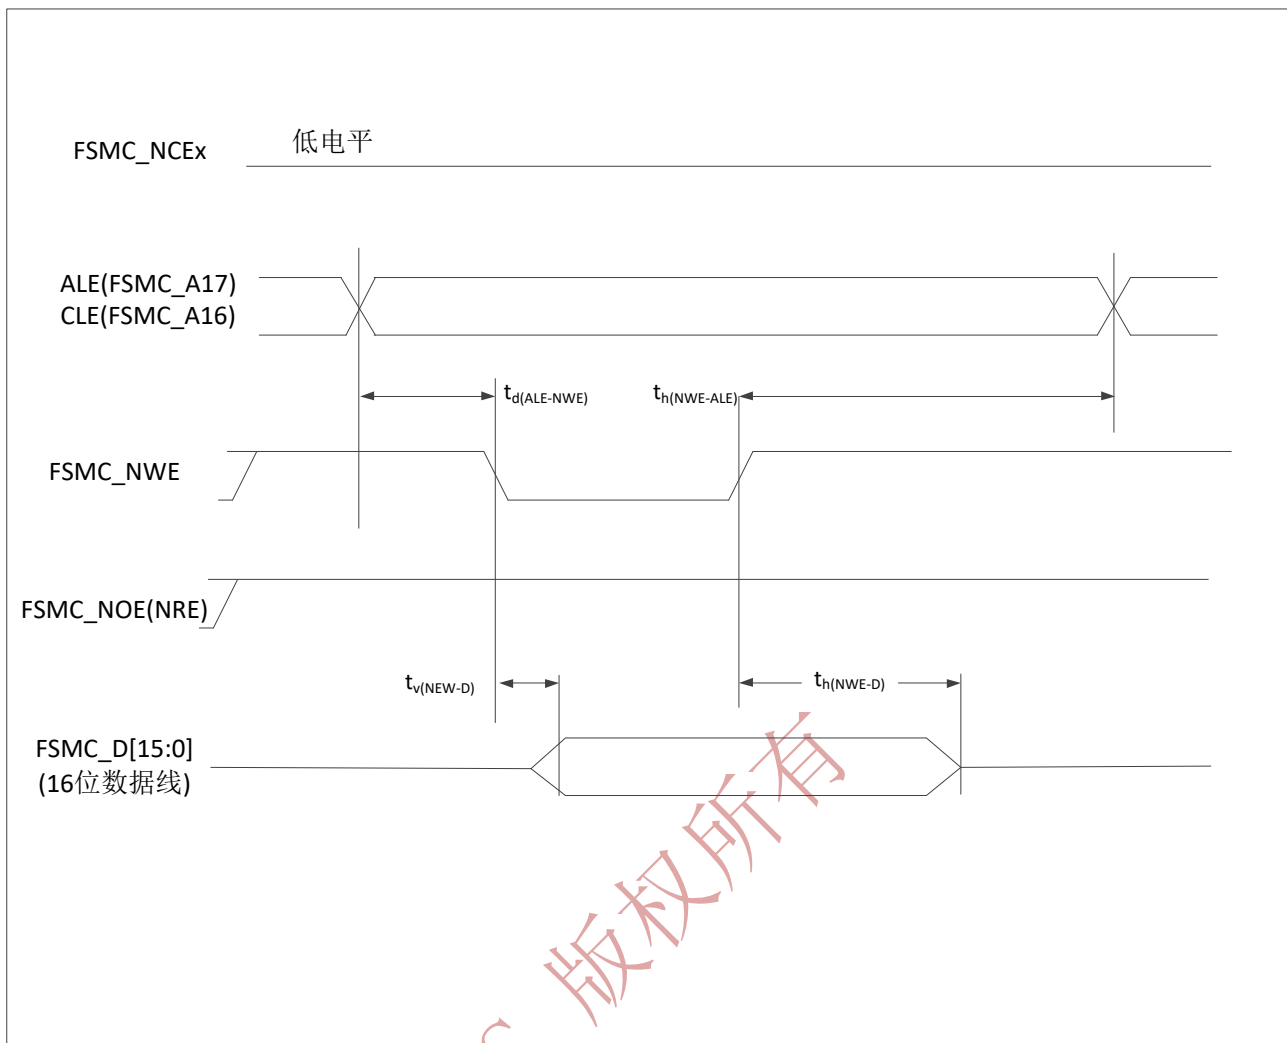 FSMC_NCEx
低电平
ALE(FSMC_A17)
CLE(FSMC_A16)
td(ALE-NWE)
th(NWE-ALE)
FSMC_NWE
FSMC_NOE(NRE)
tv(NEW-D)
th(NWE-D)
FSMC_D[15:0]
(16位数据线)
版权所有